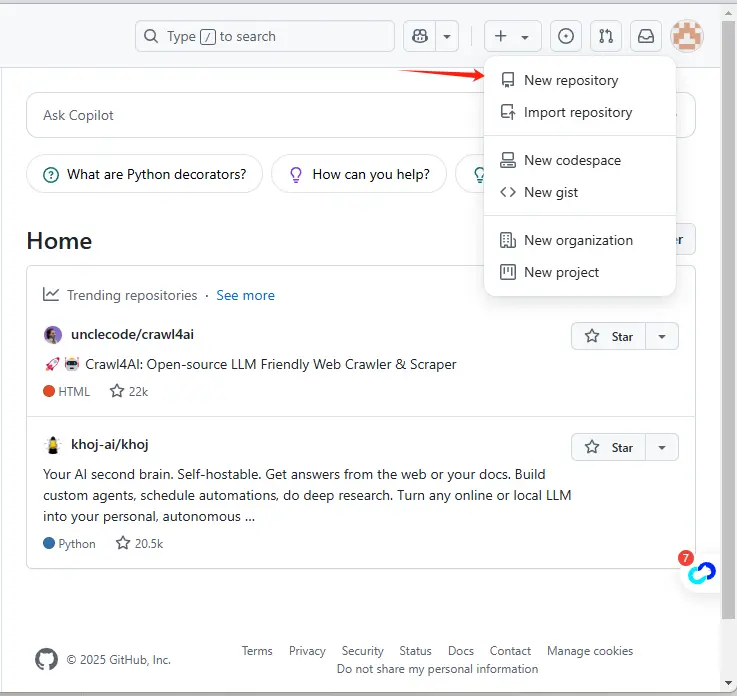 Type / to search
New repository
Import repository
New codespace
New gist
New organization
New project
Ask Copilot
What are Python decorators?
How can you help?
Home
r
Trending repositories · See more
unclecode/crawl4ai
Star
🚀 🤖 Crawl4AI: Open-source LLM Friendly Web Crawler & Scraper
HTML
22k
khoj-ai/khoj
Star
Your AI second brain. Self-hostable. Get answers from the web or your docs. Build
custom agents, schedule automations, do deep research. Turn any online or local LLM
into your personal, autonomous ...
Python
20.5k
7
© 2025 GitHub, Inc.
Terms Privacy Security Status Docs Contact Manage cookies
Do not share my personal information